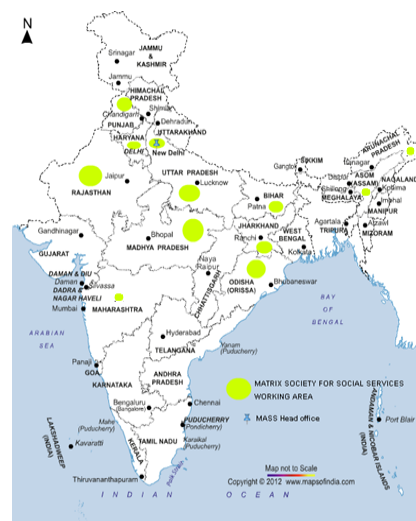 N
JAMMU
&
KASHMIR
Srinagar
Jammu
HIMACHAL
PRADESH
Shimla
Chandigarh
PUNJAB
Dehradun
UTTARAKHAND
HARYANA
DELHI
New Delhi
RAJASTHAN
Jaipur
UTTAR PRADESH
Lucknow
SIKKIM
Gangtok
ARUNACHAL
PRADESH
Itanagar
Dispur
ASOM
(ASSAM)
NAGALAND
Shillong
MEGHALAYA
Kohima
Imphal
MANIPUR
Agartala
TRIPURA
Aizawl
MIZORAM
BIHAR
Patna
JHARKHAND
Ranchi
WEST
BENGAL
Kolkata
Gandhinagar
GUJARAT
Bhopal
MADHYA PRADESH
Naya
Raipur
CHHATTISGARH
ODISHA
(ORISSA)
Bhubaneswar
DAMAN & DIU
Daman
Silvassa
DADRA &
NAGAR HAVELI
Mumbai
MAHARASHTRA
ARABIAN
SEA
BAY
OF
BENGAL
Hyderabad
TELANGANA
Yanam
(Puducherry)
Panaji
GOA
KARNATAKA
ANDHRA
PRADESH
Bengaluru
(Bangalore)
Chennai
Mahe
(Puducherry)
PUDUCHERRY
(Pondicherry)
Karaikal
(Puducherry)
TAMIL NADU
KERALA
Thiruvananthapuram
LAKSHADWEEP
(INDIA)
Kavaratti
ANDAMAN & NICOBAR ISLANDS
(INDIA)
Port Blair
MATRIX SOCIETY FOR SOCIAL SERVICES
WORKING AREA
MASS Head office
Map not to Scale
Copyright © 2012 www.mapsofindia.com
INDIAN OCEAN